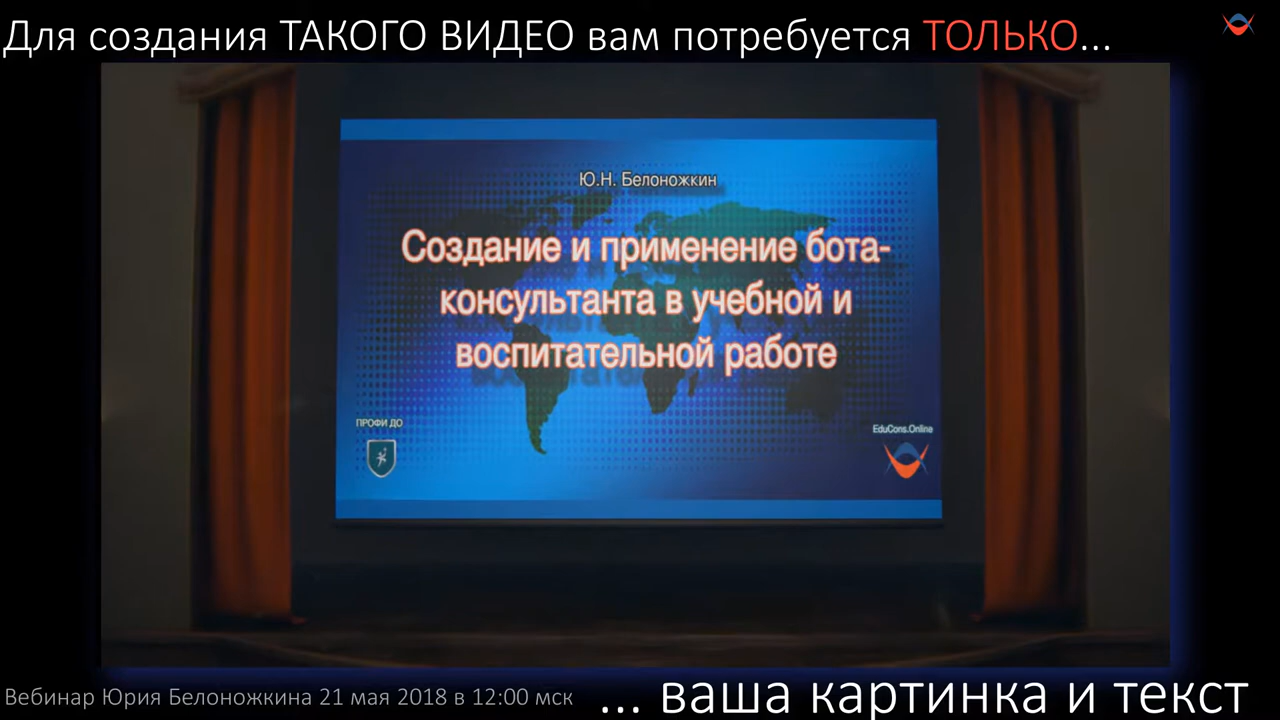 Для создания ТАКОГО ВИДЕО вам потребуется ТОЛЬКО...
Ю.Н. Белоножкин
Создание и применение бота-
консультанта в учебной и
воспитательной работе
ПРОФИ ДО
EduCons.Online
Вебинар Юрия Белоножкина 21 мая 2018 в 12:00 мск
... ваша картинка и текст